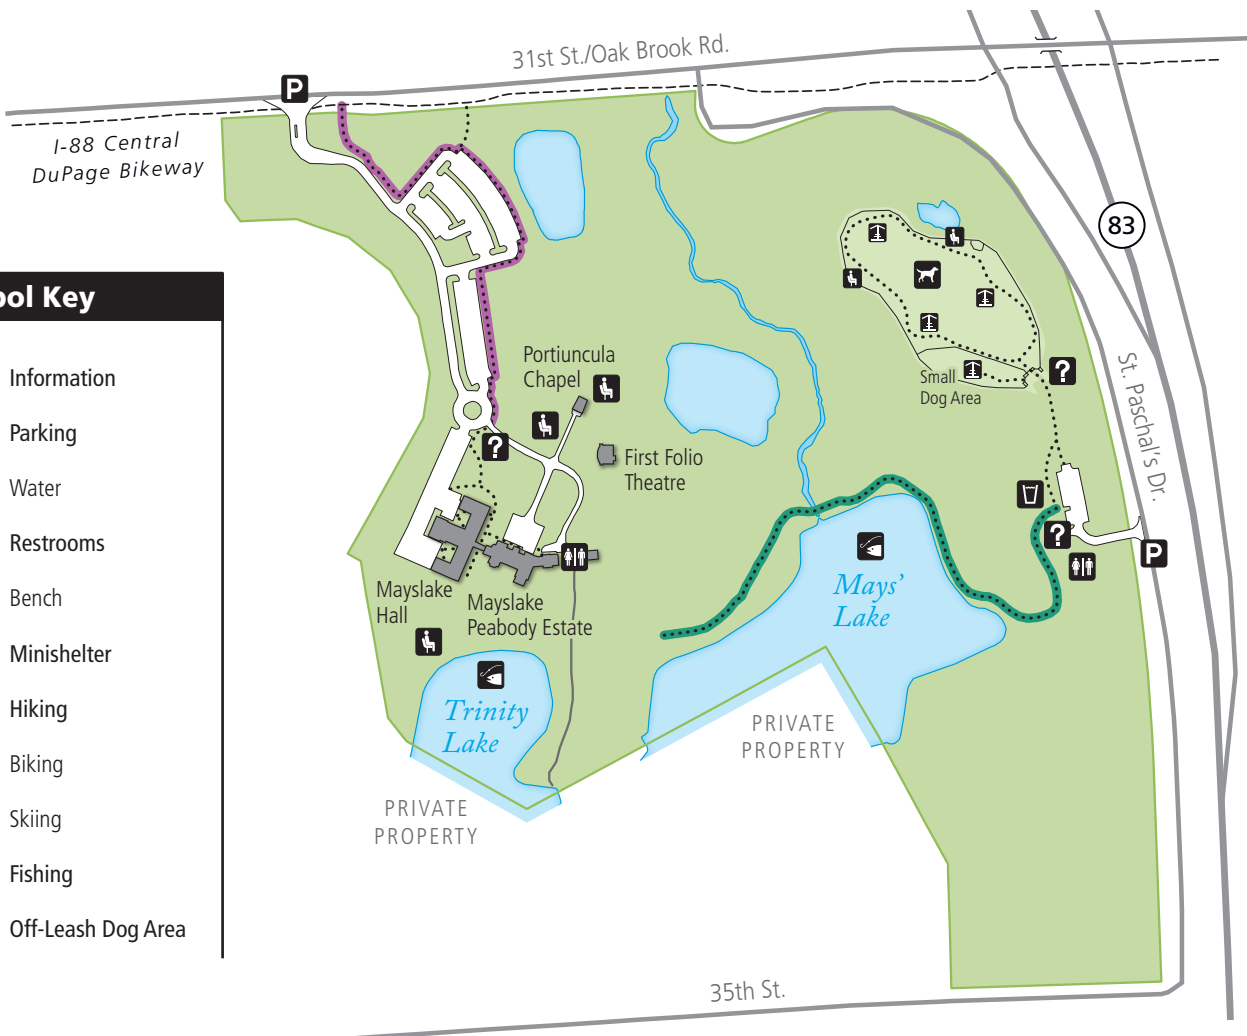 31st St./Oak Brook Rd.
P
I-88 Central
DuPage Bikeway
83
ool Key
Information
Parking
Water
Restrooms
Bench
Minishelter
Hiking
Biking
Skiing
Fishing
Off-Leash Dog Area
Portiuncula
Chapel
?
First Folio
Theatre
Small
Dog Area
?
St. Paschal's Dr.
?
P
Mayslake
Hall
Mayslake
Peabody Estate
Mays’
Lake
Trinity
Lake
PRIVATE
PROPERTY
PRIVATE
PROPERTY
35th St.